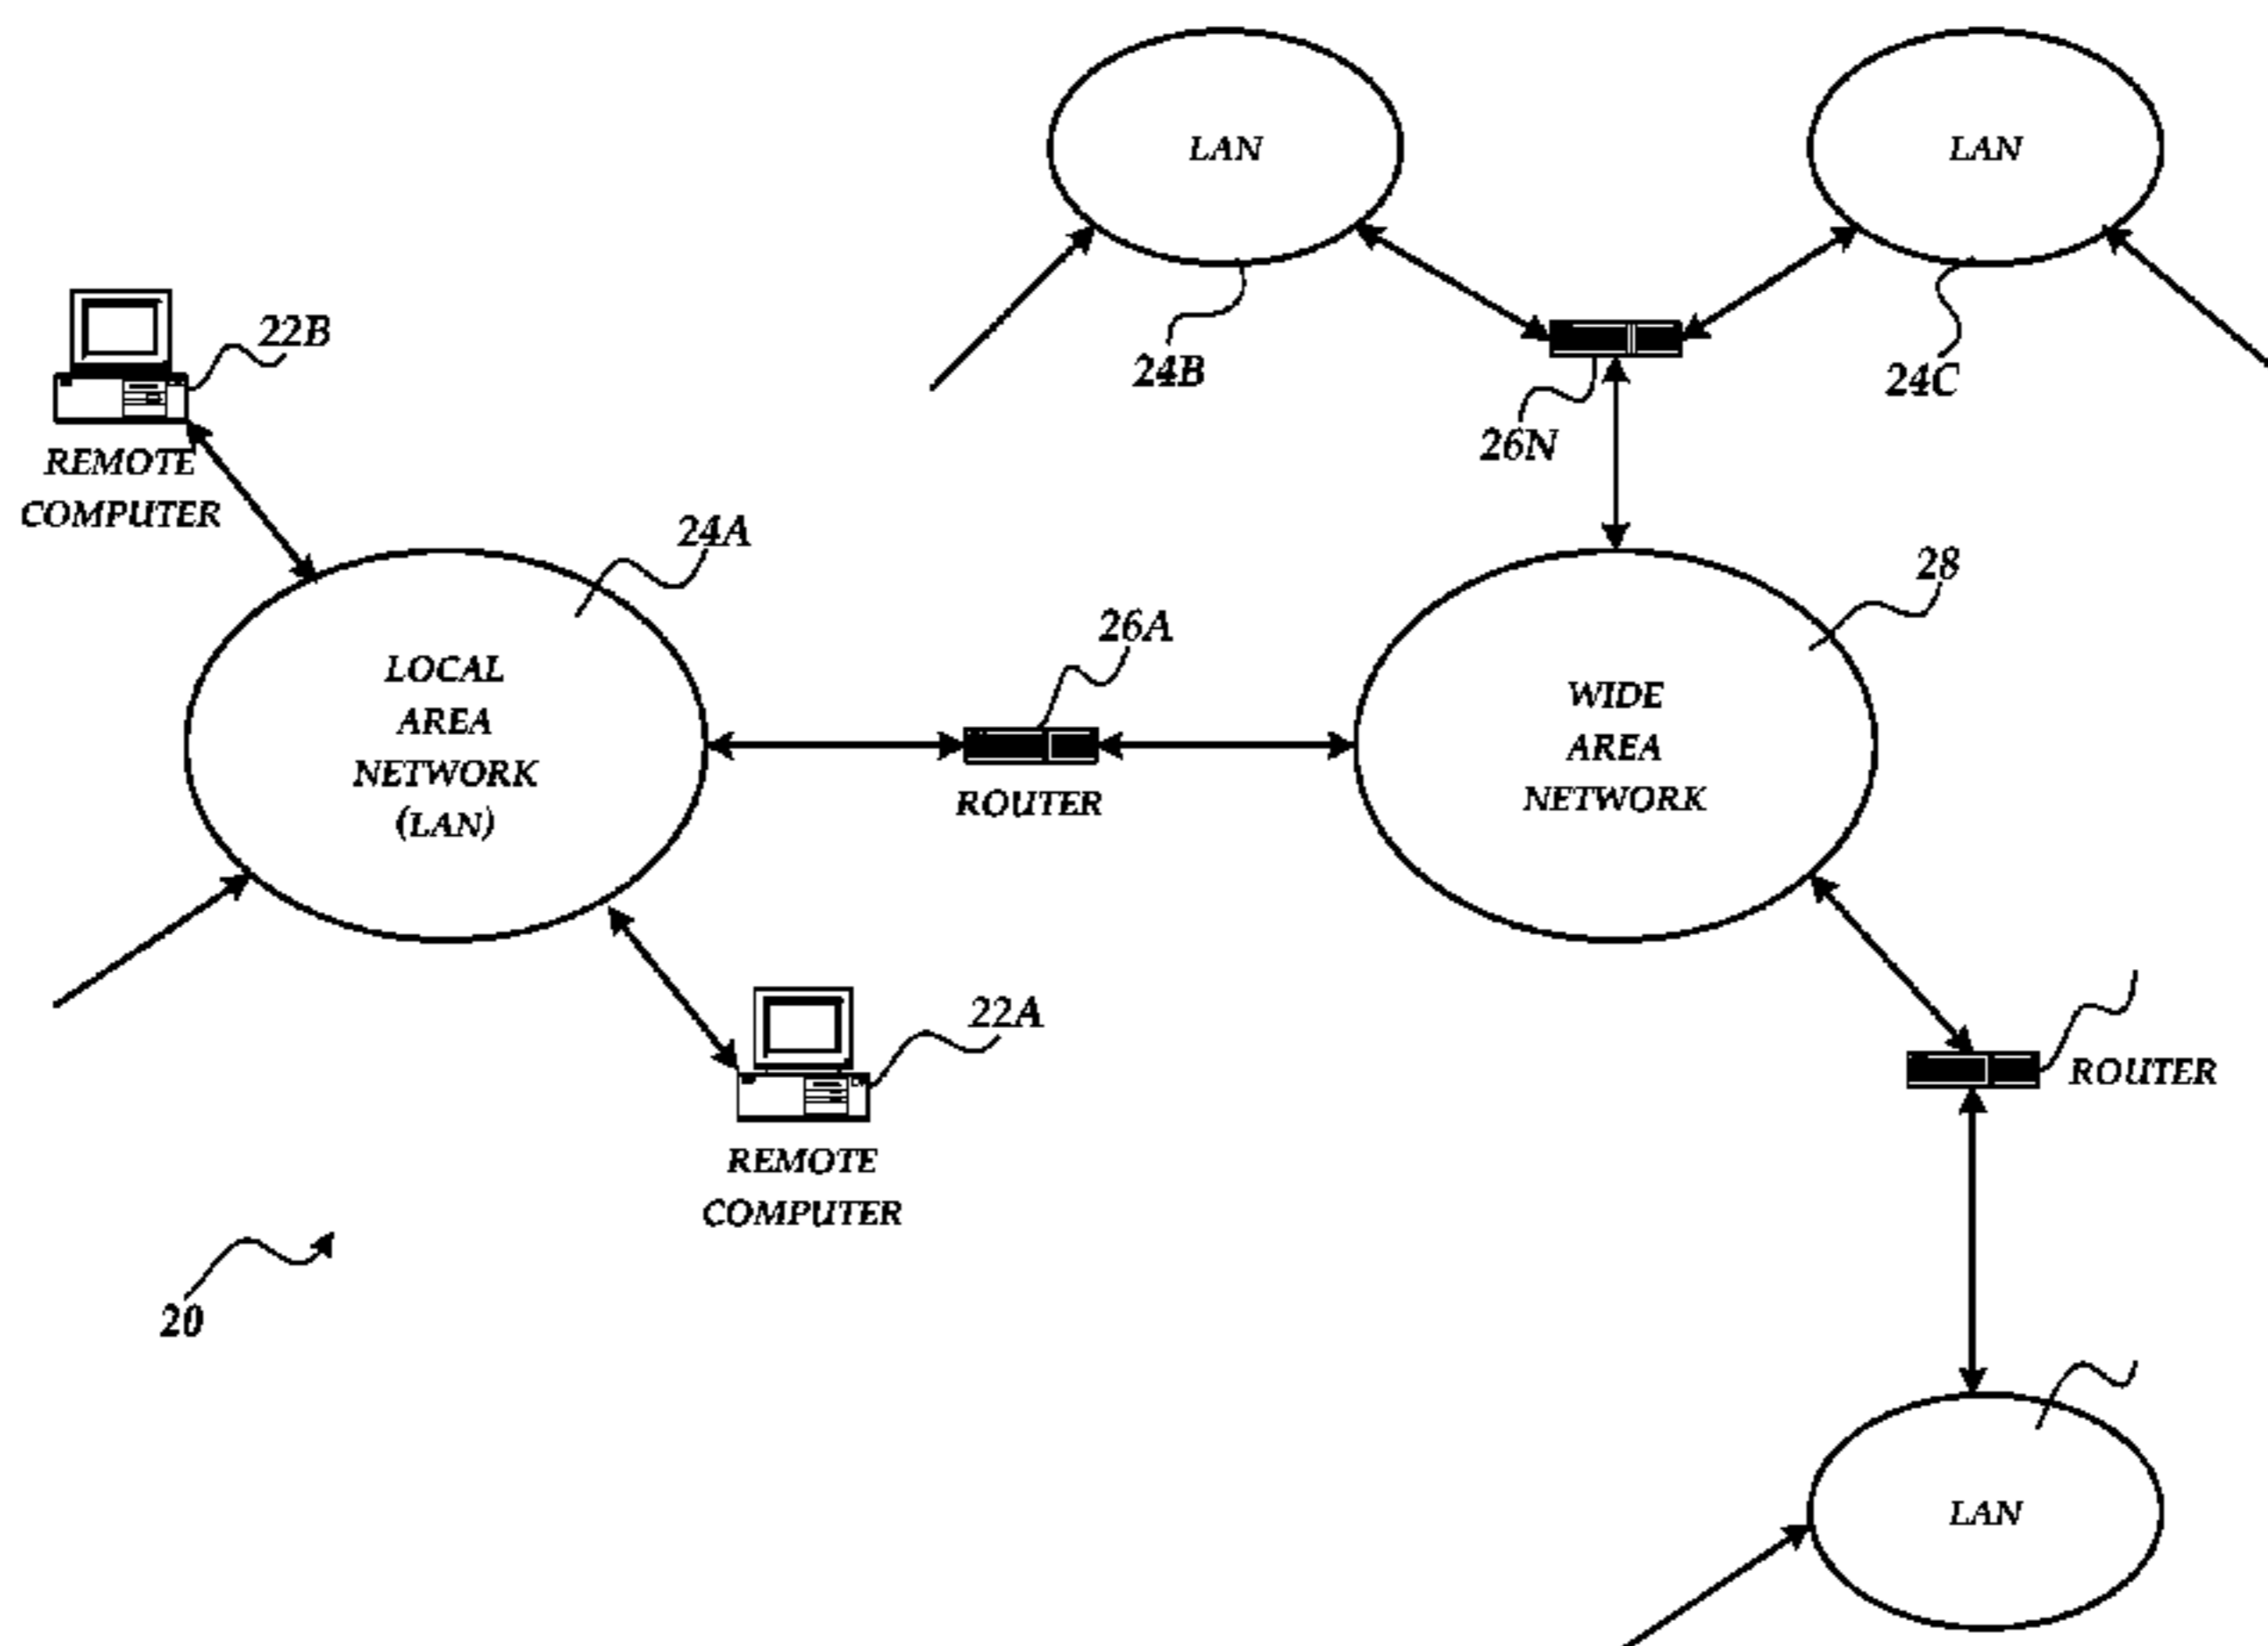 LAN
LAN
22B
24B
24C
26N
REMOTE
COMPUTER
24A
28
26A
LOCAL
AREA
NETWORK
(LAN)
WIDE
AREA
NETWORK
ROUTER
22A
ROUTER
REMOTE
COMPUTER
20
LAN